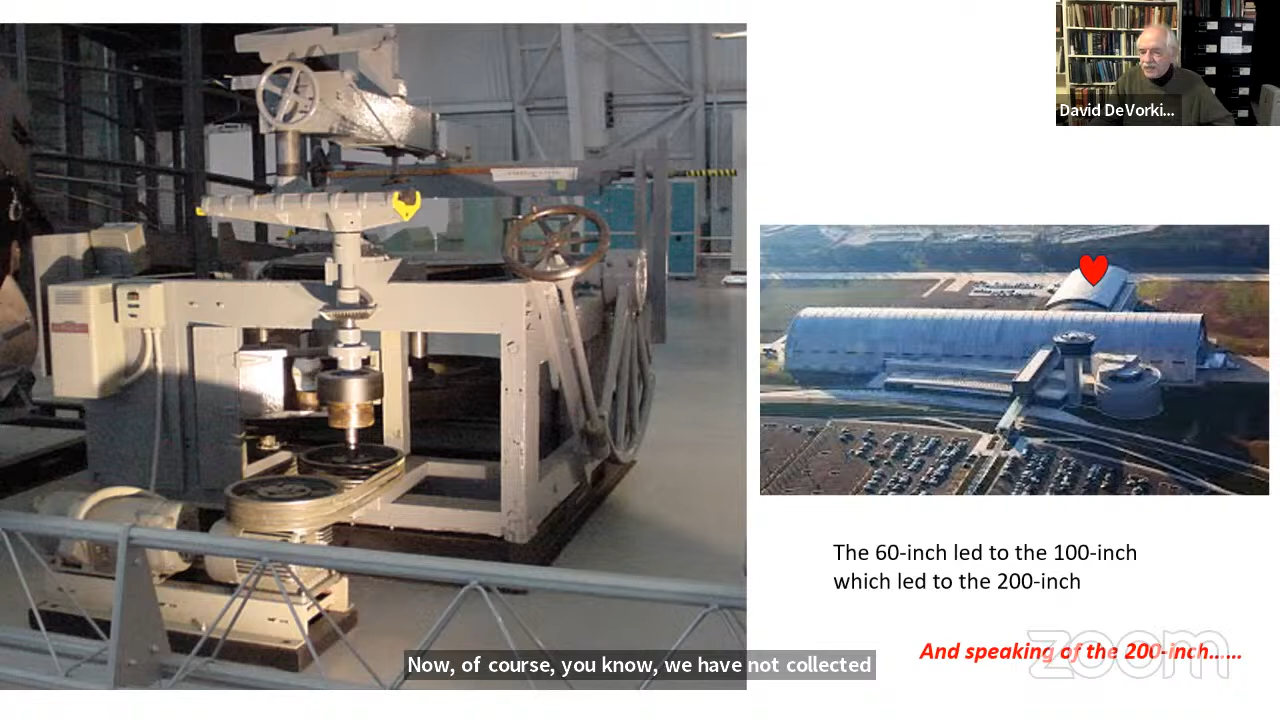 David DeVorki...
The 60-inch led to the 100-inch
which led to the 200-inch
And speaking of the 200-inch......
zoom
Now, of course, you know, we have not collected